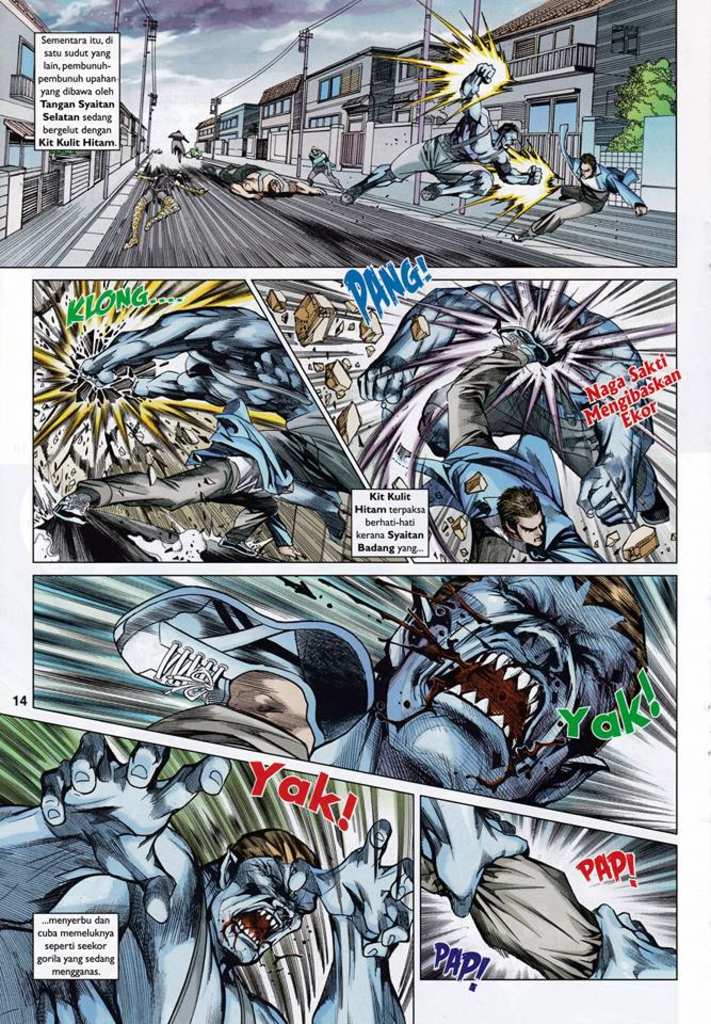 Sementara itu, di
satu sudut yang
lain, pembunuh-
pembunuh upahan
yang dibawa oleh
Tangan Syaitan
Selatan sedang
bergelut dengan
Kit Kulit Hitam.
KLONG....
PANG!
Naga Sakti
Mengibaskan
Ekor
Kit Kulit
Hitam terpaksa
berhati-hati
kerana Syaitan
Badang yang...
Yak!
14
Yak!
...menyerbu dan
cuba memeluknya
seperti seekor
gorila yang sedang
mengganas.
PAP!
PAP!